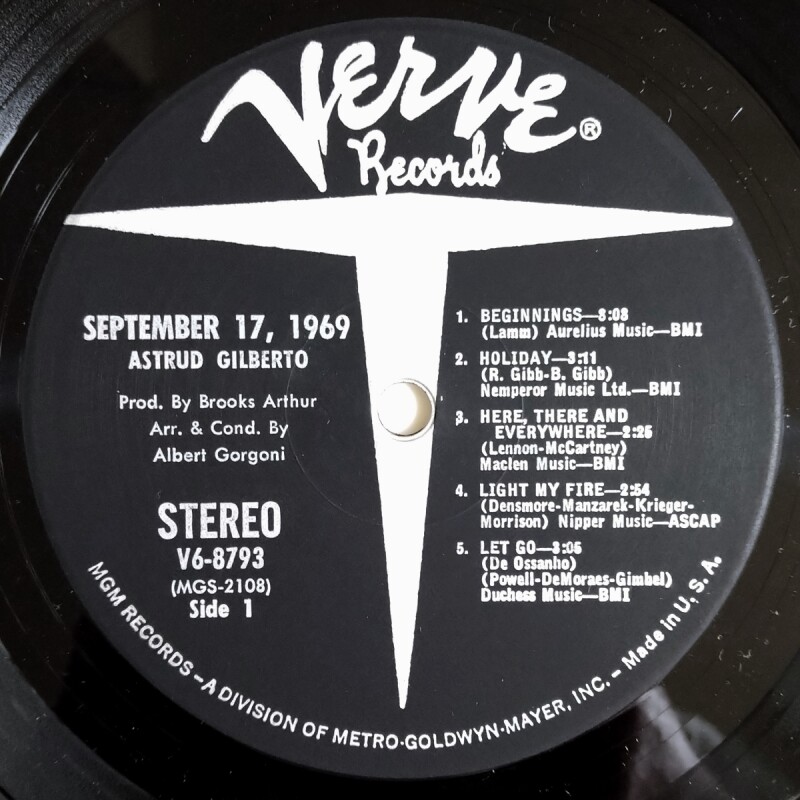 Verve®
Records
SEPTEMBER 17, 1969
ASTRUD GILBERTO
Prod. By Brooks Arthur
Arr. & Cond. By
Albert Gorgoni
STEREO
V6-8793
(MGS-2108)
Side 1
1. BEGINNINGS—8:08
(Lamm) Aurelius Music—BMI
2. HOLIDAY—3:11
(R. Gibb-B. Gibb)
Nemperor Music Ltd.—BMI
3. HERE, THERE AND
EVERYWHERE—2:25
(Lennon-McCartney)
Maclen Music—BMI
4. LIGHT MY FIRE—2:54
(Densmore-Manzarek-Krieger-
Morrison) Nipper Music—ASCAP
5. LET GO—3:05
(De Ossanho)
(Powell-DeMoraes-Gimbel)
Duchess Music—BMI
MGM RECORDS – A DIVISION OF METRO-GOLDWYN-MAYER, INC. – Made in U. S. A.